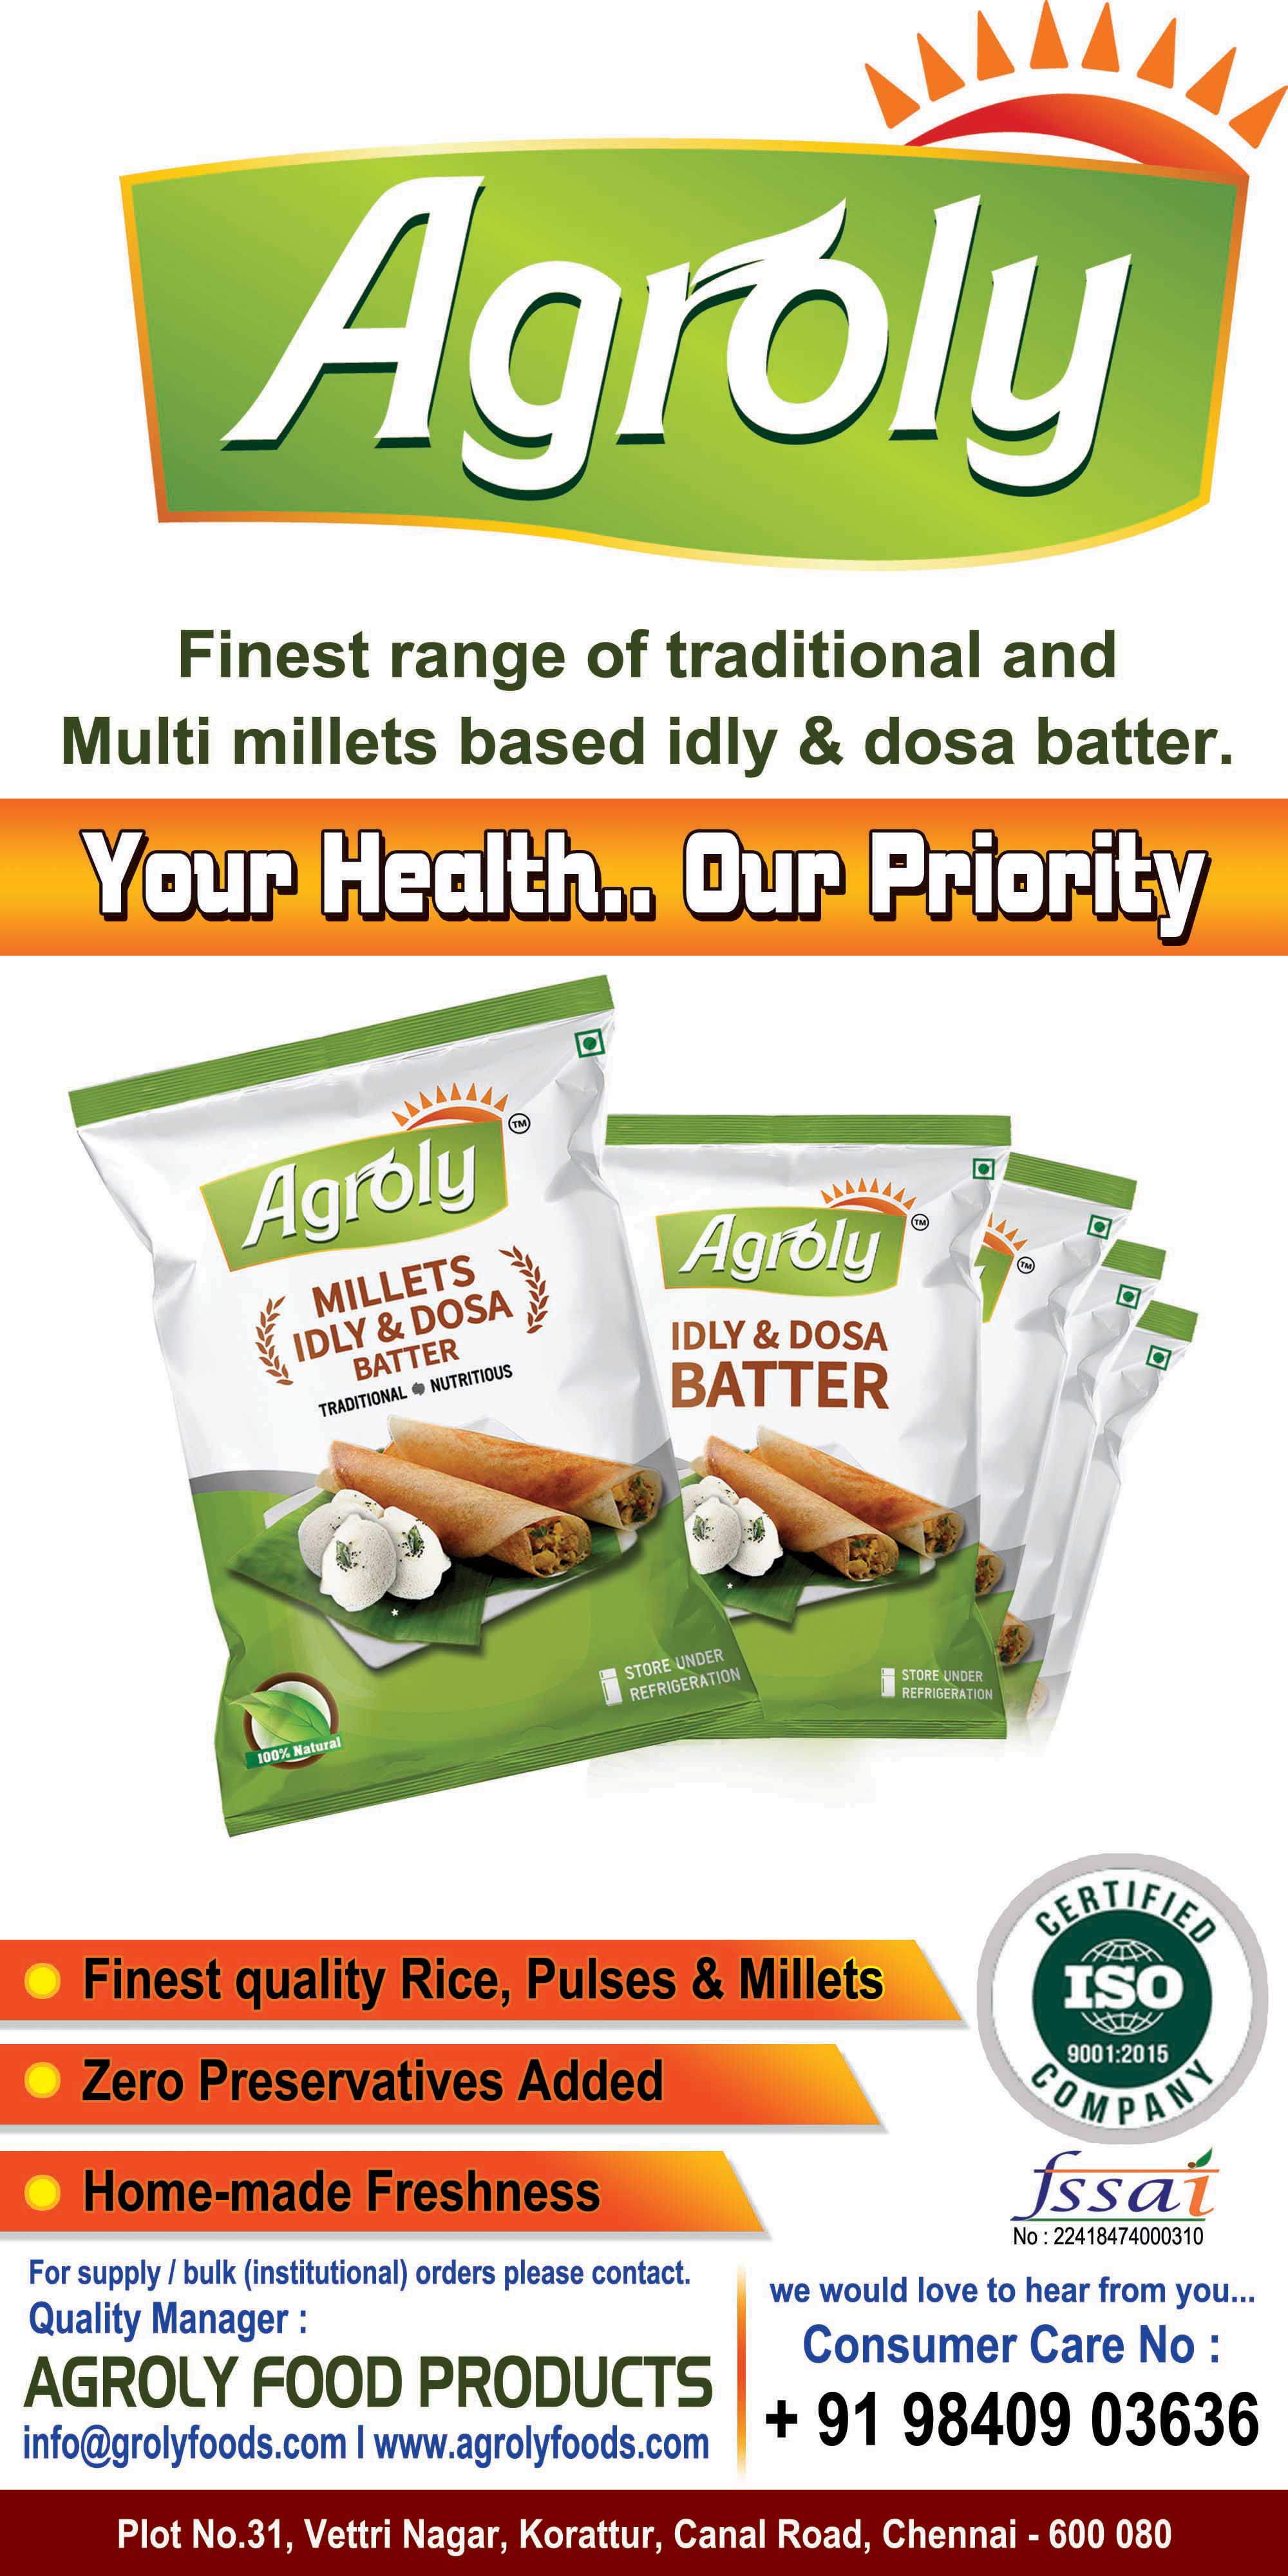 Agroly
Finest range of traditional and
Multi millets based idly & dosa batter.
Your Health.. Our Priority
Agroly
TM
MILLETS
IDLY & DOSA
BATTER
TRADITIONAL NUTRITIOUS
STORE UNDER
REFRIGERATION
100% Natural
Agroly
TM
IDLY & DOSA
BATTER
STORE UNDER
REFRIGERATION
TM
Finest quality Rice, Pulses & Millets
Zero Preservatives Added
Home-made Freshness
CERTIFIED
ISO
9001:2015
COMPANY
fssai
No : 22418474000310
For supply / bulk (institutional) orders please contact.
Quality Manager :
AGROLY FOOD PRODUCTS
info@grolyfoods.com I www.agrolyfoods.com
we would love to hear from you...
Consumer Care No :
+ 91 98409 03636
Plot No.31, Vettri Nagar, Korattur, Canal Road, Chennai - 600 080